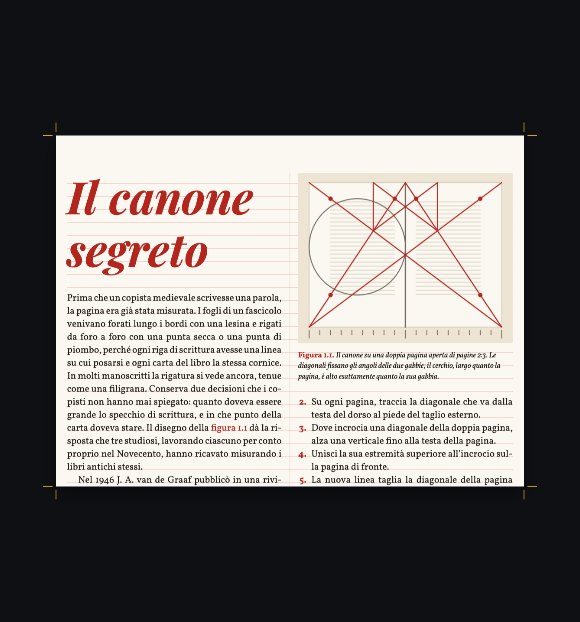 Il canone
segreto
Prima che un copista medievale scrivesse una parola,
la pagina era già stata misurata. I fogli di un fascicolo
venivano forati lungo i bordi con una lesina e rigati
da foro a foro con una punta secca o una punta di
piombo, perché ogni riga di scrittura avesse una linea
su cui posarsi e ogni carta del libro la stessa cornice.
In molti manoscritti la rigatura si vede ancora, tenue
come una filigrana. Conserva due decisioni che i co-
pisti non hanno mai spiegato: quanto doveva essere
grande lo specchio di scrittura, e in che punto della
carta doveva stare. Il disegno della figura 1.1 dà la ri-
sposta che tre studiosi, lavorando ciascuno per conto
proprio nel Novecento, hanno ricavato misurando i
libri antichi stessi.
Nel 1946 J. A. van de Graaf pubblicò in una rivi-
Figura 1.1. Il canone su una doppia pagina aperta di pagine 2:3. Le
diagonali fissano gli angoli delle due gabbie; il cerchio, largo quanto la
pagina, è alto esattamente quanto la sua gabbia.
2. Su ogni pagina, traccia la diagonale che va dalla
testa del dorso al piede del taglio esterno.
3. Dove incrocia una diagonale della doppia pagina,
alza una verticale fino alla testa della pagina.
4. Unisci la sua estremità superiore all'incrocio sul-
la pagina di fronte.
5. La nuova linea taglia la diagonale della pagina